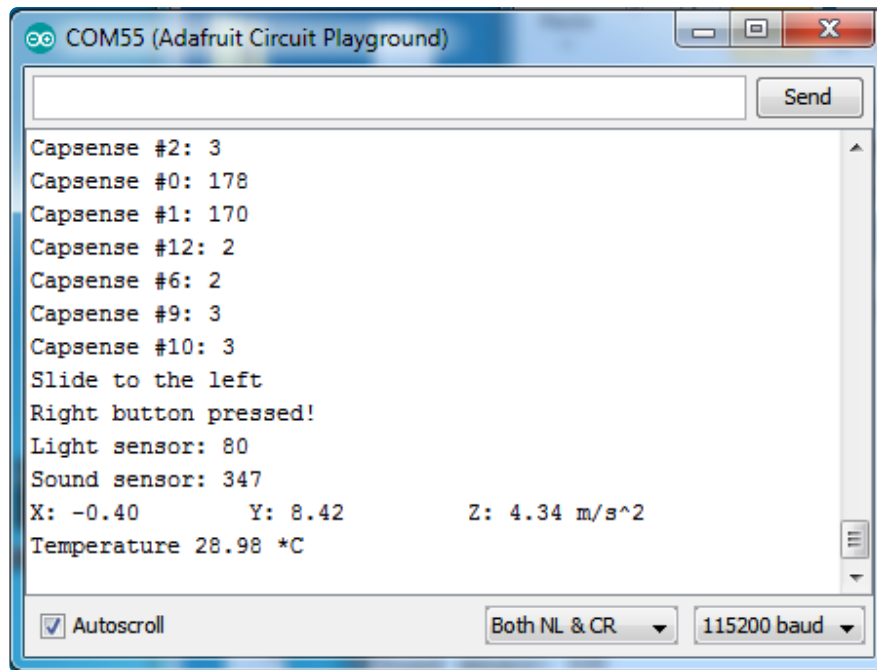 COM55 (Adafruit Circuit Playground)
Send
Capsense #2: 3
Capsense #0: 178
Capsense #1: 170
Capsense #12: 2
Capsense #6: 2
Capsense #9: 3
Capsense #10: 3
Slide to the left
Right button pressed!
Light sensor: 80
Sound sensor: 347
X: -0.40 Y: 8.42 Z: 4.34 m/s^2
Temperature 28.98 *C
Autoscroll Both NL & CR 115200 baud